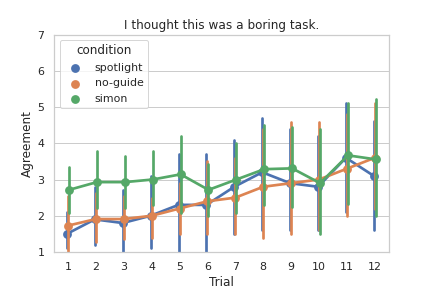 I thought this was a boring task.
7
6
5
4
3
2
1
Agreement
condition
spotlight
no-guide
simon
1 2 3 4 5 6 7 8 9 10 11 12
Trial